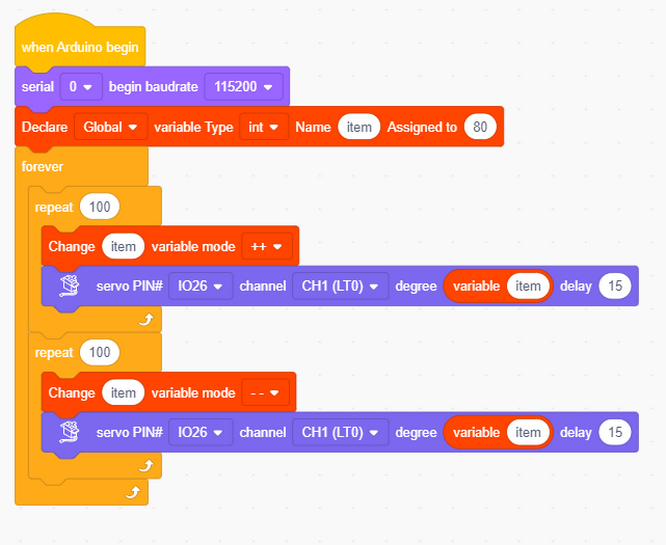 when Arduino begin
serial 0 begin baudrate 115200
Declare Global variable Type int Name item Assigned to 80
forever
repeat 100
Change item variable mode ++
servo PIN# IO26 channel CH1 (LT0) degree variable item delay 15
repeat 100
Change item variable mode --
servo PIN# IO26 channel CH1 (LT0) degree variable item delay 15